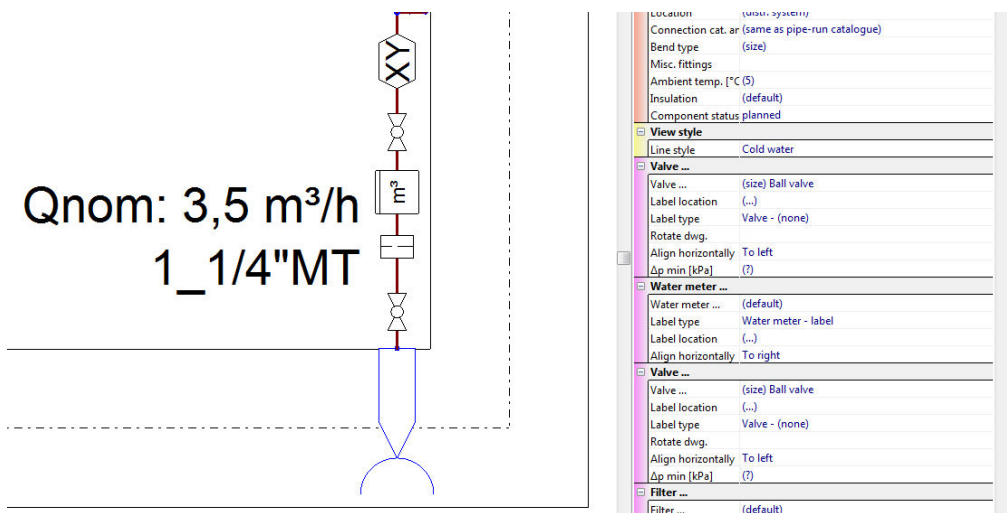 XY
m³
Qnom: 3,5 m³/h
1_1/4"MT
Location (distr. system)
Connection cat. ar (same as pipe-run catalogue)
Bend type (size)
Misc. fittings
Ambient temp. [°C (5)
Insulation (default)
Component status planned
View style
Line style Cold water
Valve ...
Valve ... (size) Ball valve
Label location (...)
Label type Valve - (none)
Rotate dwg.
Align horizontally To left
Δp min [kPa] (?)
Water meter ...
Water meter ... (default)
Label type Water meter - label
Label location (...)
Align horizontally To right
Valve ...
Valve ... (size) Ball valve
Label location (...)
Label type Valve - (none)
Rotate dwg.
Align horizontally To left
Δp min [kPa] (?)
Filter ...
Filter ... (default)